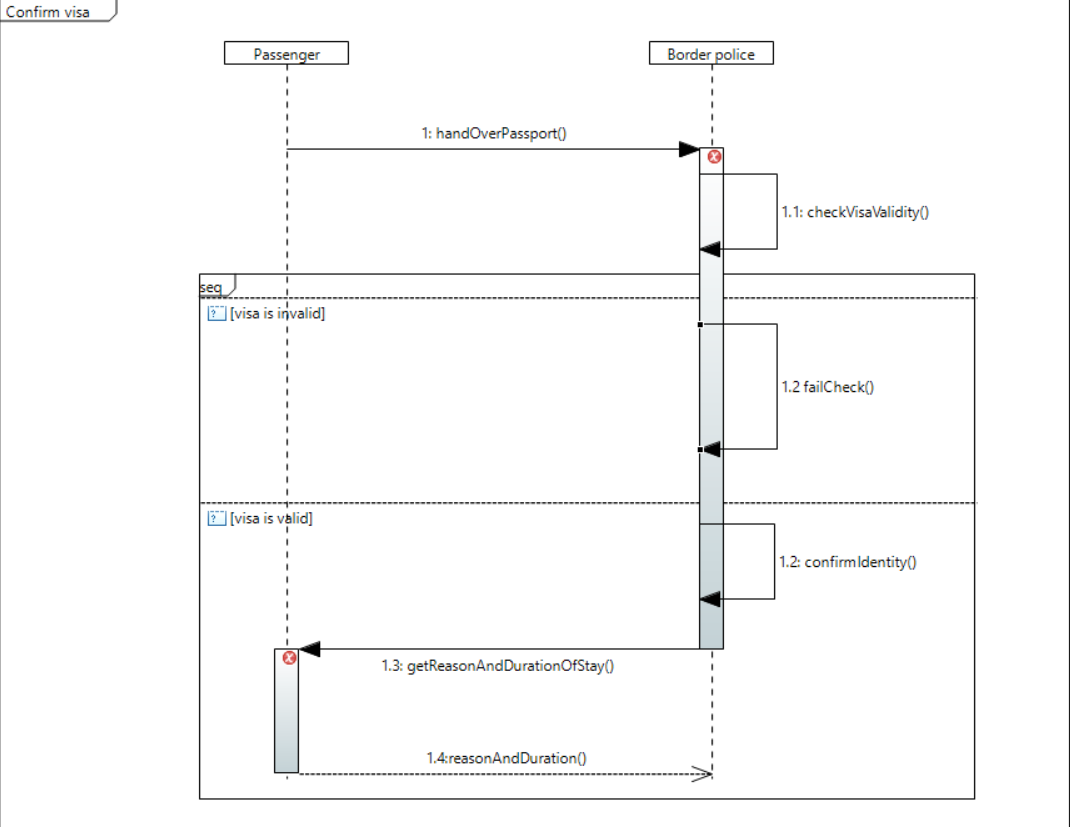 Confirm visa
Passenger
Border police
1: handOverPassport()
1.1: checkVisaValidity()
seq
[visa is invalid]
1.2 failCheck()
[visa is valid]
1.2: confirmIdentity()
1.3: getReasonAndDurationOfStay()
1.4:reasonAndDuration()